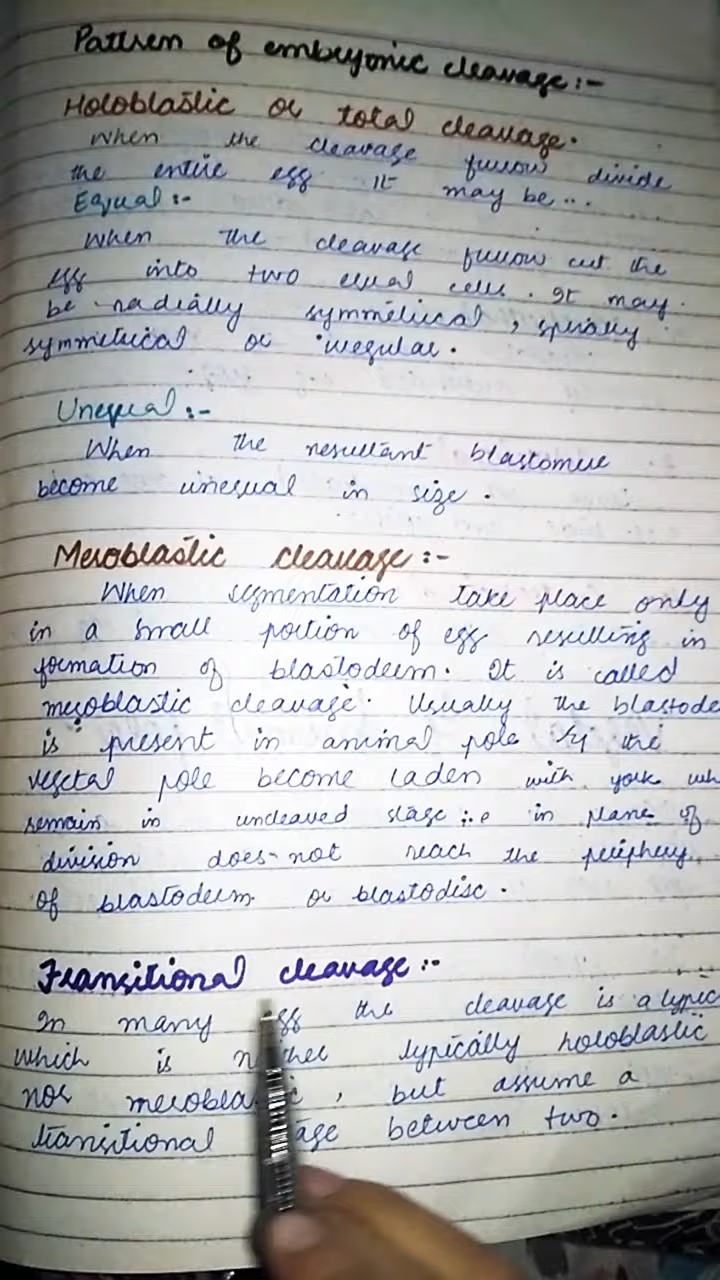 Pattern of embryonic cleavage :-
Holoblastic or total cleavage.
When the cleavage furrow divide
the entire egg it may be ...
Equal :-
When the cleavage furrow cut the
egg into two equal cells. It may
be radially symmetrical, spirally
symmetrical or irregular.
Unequal :-
When the resultant blastomere
become unequal in size.
Meroblastic cleavage :-
When segmentation take place only
in a small portion of egg resulting in
formation of blastoderm. It is called
meroblastic cleavage. Usually the blastode
is present in animal pole & the
vegetal pole become laden with york wh
remain in uncleaved stage i.e in plane of
division does not reach the periphery
of blastoderm or blastodisc.
Transitional cleavage :-
In many egg the cleavage is atypic
which is typically holoblastic
nor, but assume a
transitional between two.